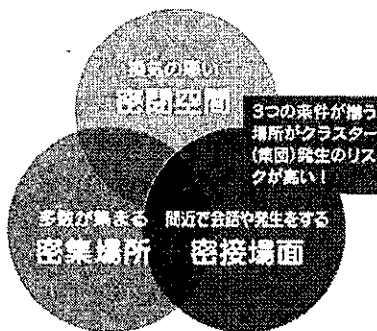 換気の悪い
密閉空間
3つの条件が揃う
場所がクラスター
(集団)発生のリス
クが高い!
多数が集まる
密集場所
間近で会話や発生をする
密接場面